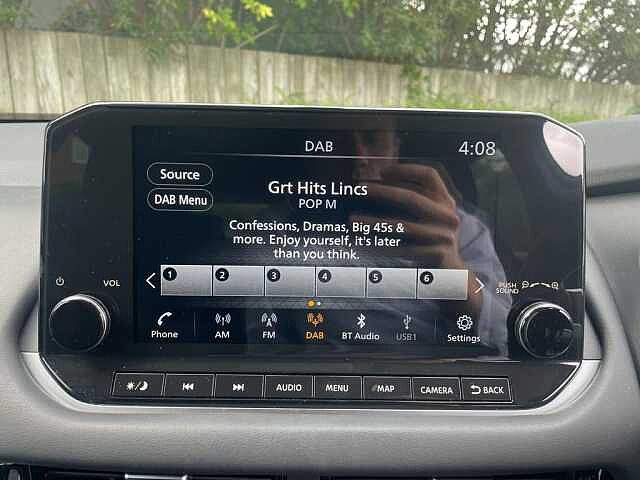 DAB
4:08
Source
DAB Menu
Grt Hits Lincs
POP M
Confessions, Dramas, Big 45s &
more. Enjoy yourself, it's later
than you think.
VOL
PUSH
SOUND
1 2 3 4 5 6
Phone AM FM DAB BT Audio USB1 Settings
AUDIO MENU MAP CAMERA BACK